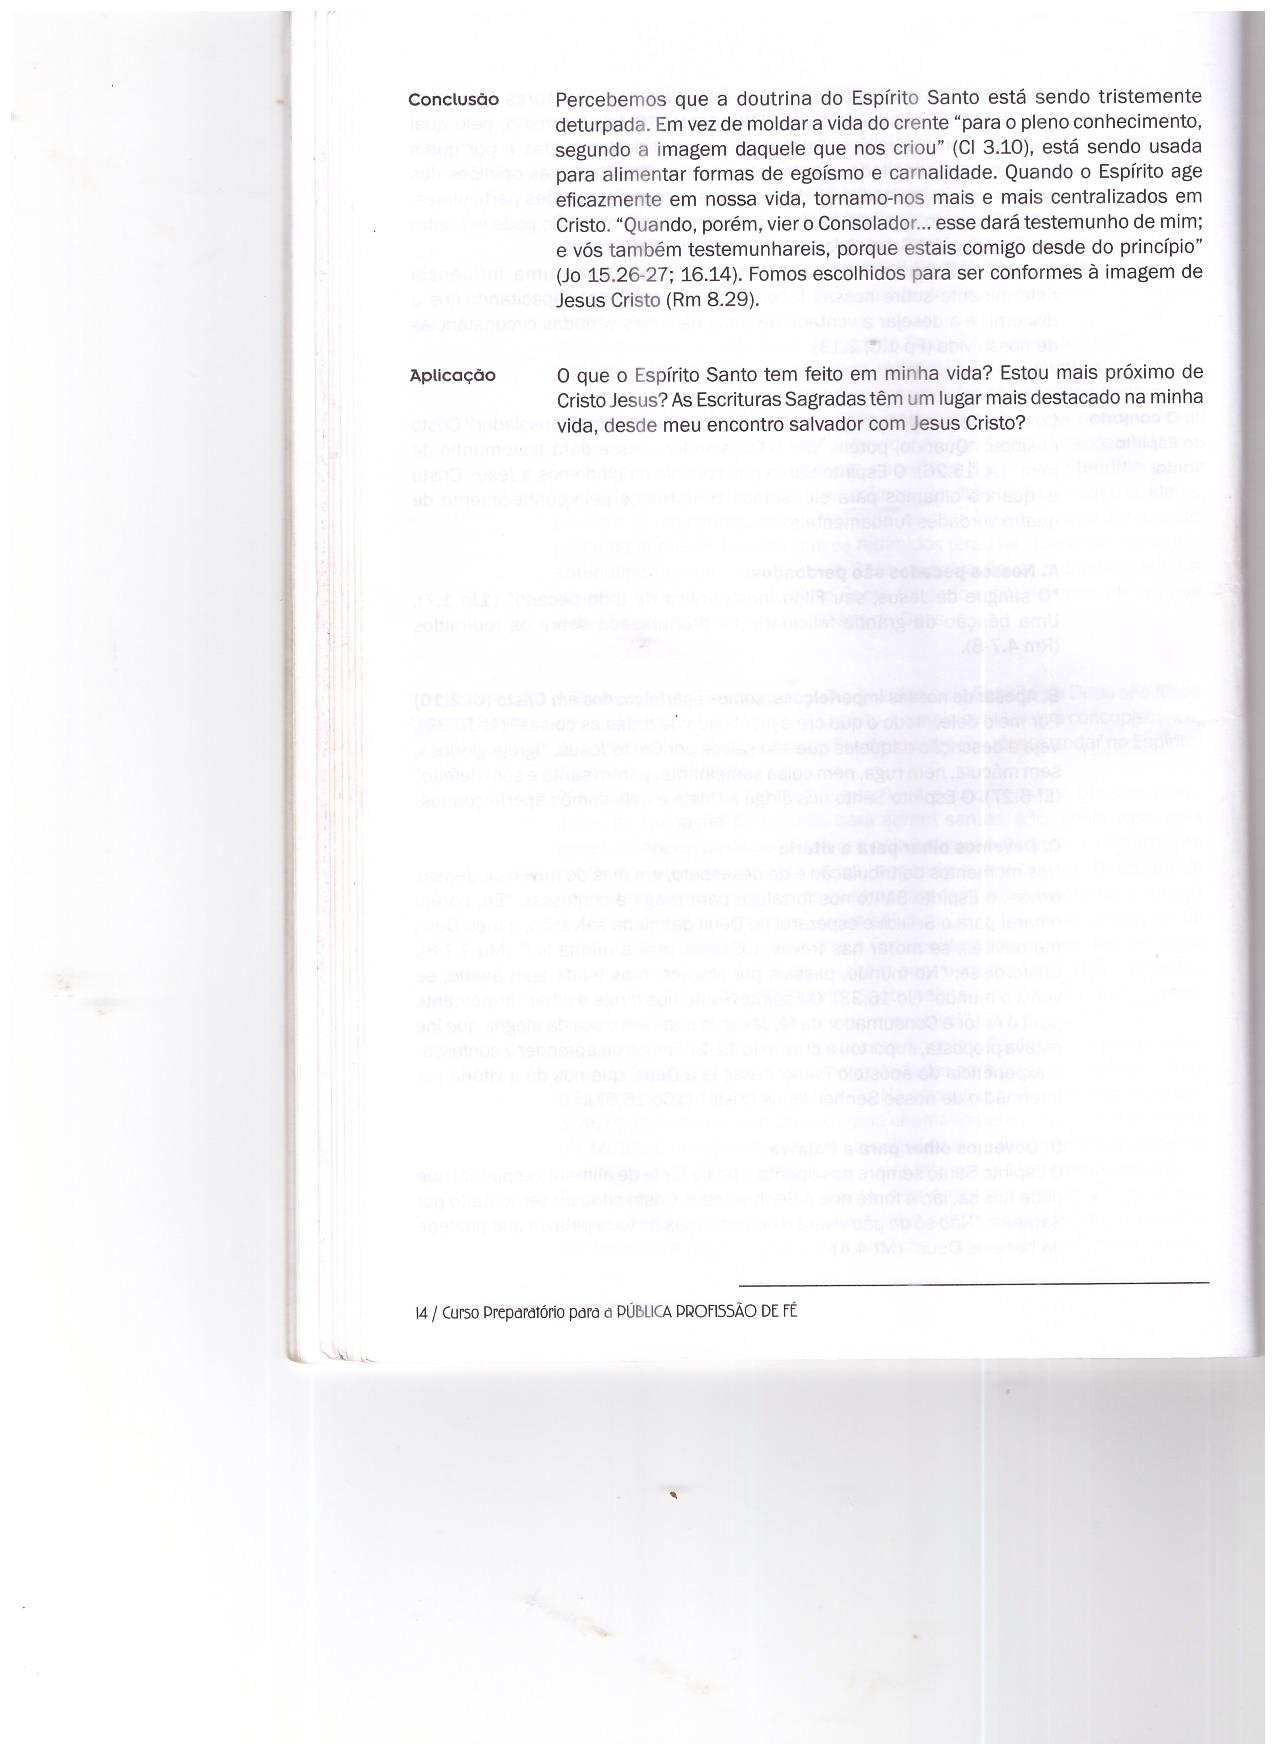 Conclusão
Percebemos que a doutrina do Espírito Santo está sendo tristemente
deturpada. Em vez de moldar a vida do crente “para o pleno conhecimento,
segundo a imagem daquele que nos criou” (Cl 3.10), está sendo usada
para alimentar formas de egoísmo e carnalidade. Quando o Espírito age
eficazmente em nossa vida, tornamo-nos mais e mais centralizados em
Cristo. “Quando, porém, vier o Consolador... esse dará testemunho de mim;
e vós também testemunhareis, porque estais comigo desde do princípio”
(Jo 15.26-27; 16.14). Fomos escolhidos para ser conformes à imagem de
Jesus Cristo (Rm 8.29).
Aplicação
O que o Espírito Santo tem feito em minha vida? Estou mais próximo de
Cristo Jesus? As Escrituras Sagradas têm um lugar mais destacado na minha
vida, desde meu encontro salvador com Jesus Cristo?
14 / Curso Preparatório para a PÚBLICA PROFISSÃO DE FÉ